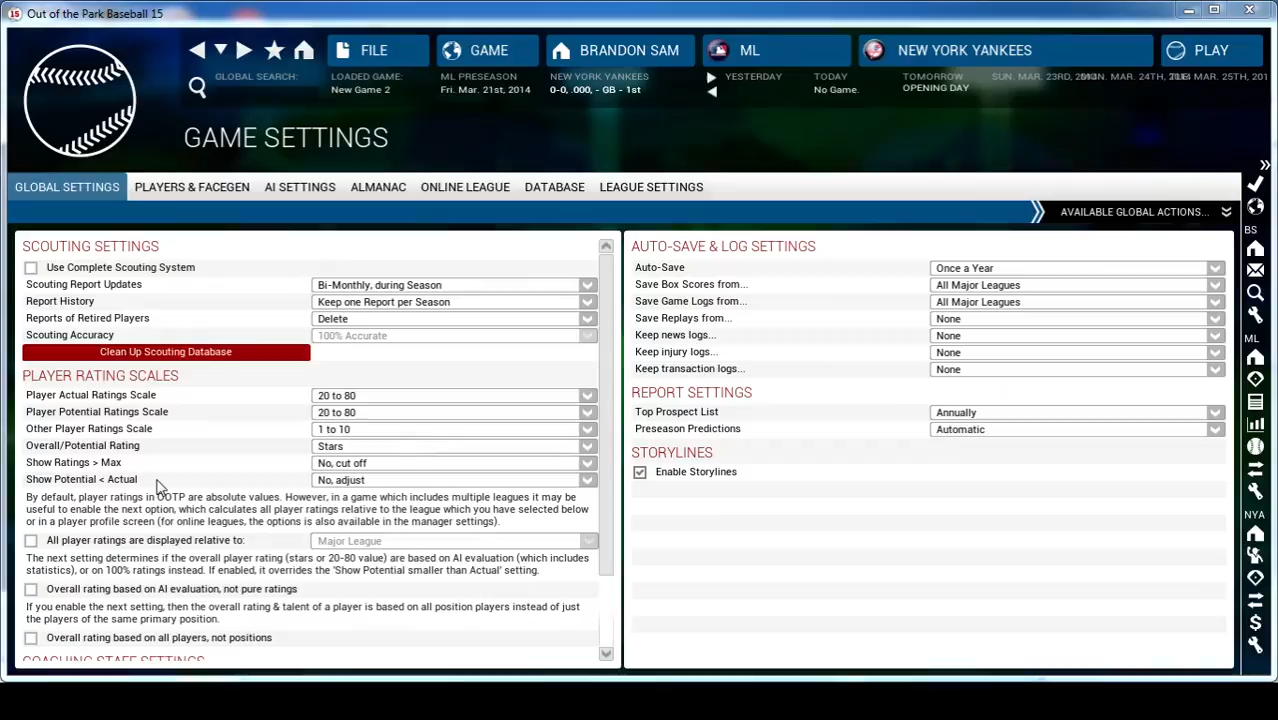 15 Out of the Park Baseball 15
FILE
GAME
BRANDON SAM
ML
NEW YORK YANKEES
PLAY
GLOBAL SEARCH:
LOADED GAME:
New Game 2
ML PRESEASON
Fri. Mar. 21st, 2014
NEW YORK YANKEES
0-0, .000, - GB - 1st
YESTERDAY
TODAY
No Game.
TOMORROW
OPENING DAY
SUN. MAR. 23RD,
MAR. 24TH,
MAR. 25TH, 201
GAME SETTINGS
GLOBAL SETTINGS
PLAYERS & FACEGEN
AI SETTINGS
ALMANAC
ONLINE LEAGUE
DATABASE
LEAGUE SETTINGS
AVAILABLE GLOBAL ACTIONS...
SCOUTING SETTINGS
Use Complete Scouting System
Scouting Report Updates Bi-Monthly, during Season
Report History Keep one Report per Season
Reports of Retired Players Delete
Scouting Accuracy 100% Accurate
Clean Up Scouting Database
PLAYER RATING SCALES
Player Actual Ratings Scale 20 to 80
Player Potential Ratings Scale 20 to 80
Other Player Ratings Scale 1 to 10
Overall/Potential Rating Stars
Show Ratings > Max No, cut off
Show Potential < Actual No, adjust
By default, player ratings in OOTP are absolute values. However, in a game which includes multiple leagues it may be
useful to enable the next option, which calculates all player ratings relative to the league which you have selected below
or in a player profile screen (for online leagues, the options is also available in the manager settings).
All player ratings are displayed relative to: Major League
The next setting determines if the overall player rating (stars or 20-80 value) are based on AI evaluation (which includes
statistics), or on 100% ratings instead. If enabled, it overrides the 'Show Potential smaller than Actual' setting.
Overall rating based on AI evaluation, not pure ratings
If you enable the next setting, then the overall rating & talent of a player is based on all position players instead of just
the players of the same primary position.
Overall rating based on all players, not positions
COACHING STAFF SETTINGS
AUTO-SAVE & LOG SETTINGS
Auto-Save Once a Year
Save Box Scores from... All Major Leagues
Save Game Logs from... All Major Leagues
Save Replays from... None
Keep news logs... None
Keep injury logs... None
Keep transaction logs... None
REPORT SETTINGS
Top Prospect List Annually
Preseason Predictions Automatic
STORYLINES
Enable Storylines
BS
ML
NYA